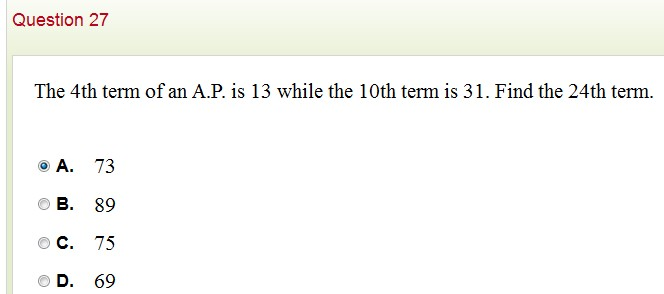 Question 27
The 4th term of an A.P. is 13 while the 10th term is 31. Find the 24th term.
A. 73
B. 89
C. 75
D. 69